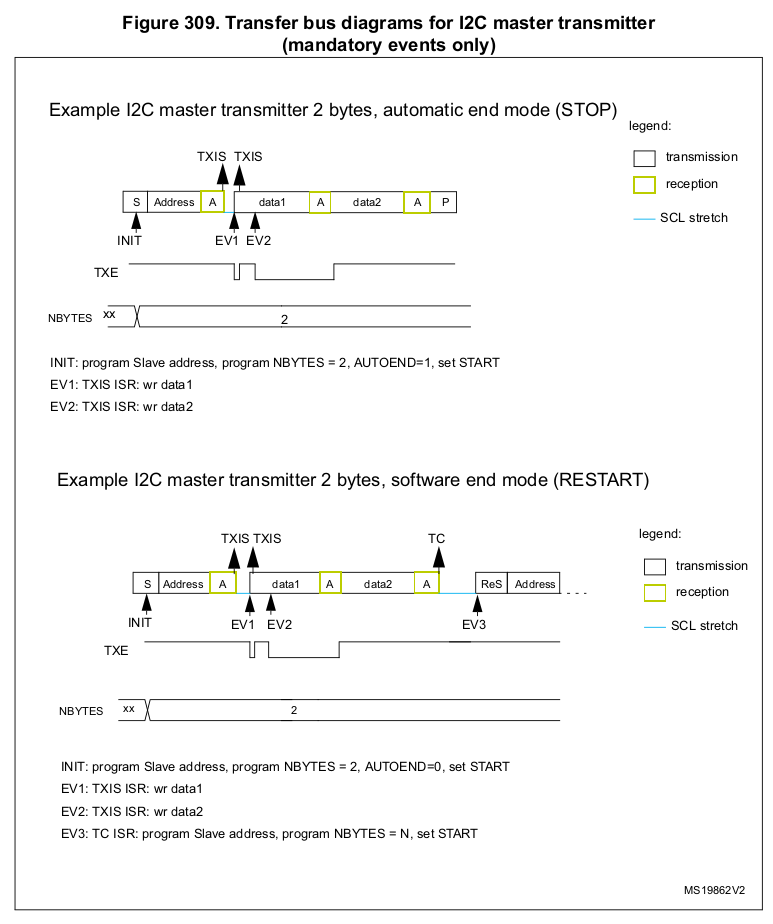 Figure 309. Transfer bus diagrams for I2C master transmitter
(mandatory events only)
Example I2C master transmitter 2 bytes, automatic end mode (STOP)
legend:
transmission
reception
SCL stretch
TXIS TXIS
S Address A data1 A data2 A P
INIT EV1 EV2
TXE
NBYTES xx 2
INIT: program Slave address, program NBYTES = 2, AUTOEND=1, set START
EV1: TXIS ISR: wr data1
EV2: TXIS ISR: wr data2
Example I2C master transmitter 2 bytes, software end mode (RESTART)
legend:
transmission
reception
SCL stretch
TXIS TXIS TC
S Address A data1 A data2 A ReS Address
INIT EV1 EV2 EV3
TXE
NBYTES xx 2
INIT: program Slave address, program NBYTES = 2, AUTOEND=0, set START
EV1: TXIS ISR: wr data1
EV2: TXIS ISR: wr data2
EV3: TC ISR: program Slave address, program NBYTES = N, set START
MS19862V2